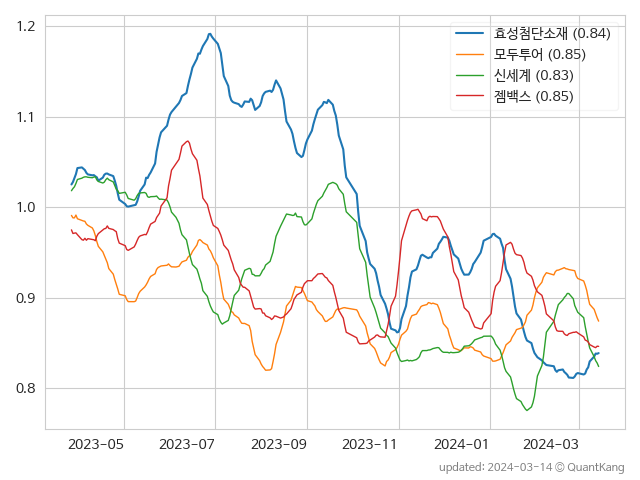 1.2
1.1
1.0
0.9
0.8
효성첨단소재 (0.84)
모두투어 (0.85)
신세계 (0.83)
젬백스 (0.85)
2023−05 2023−07 2023−09 2023−11 2024−01 2024−03
updated: 2024−03−14 © QuantKang